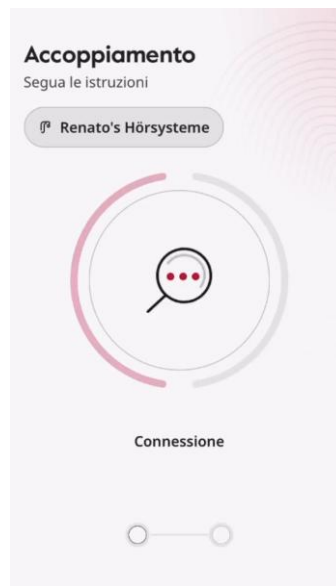 Accoppiamento
Segua le istruzioni
Renato's Hörsysteme
Connessione